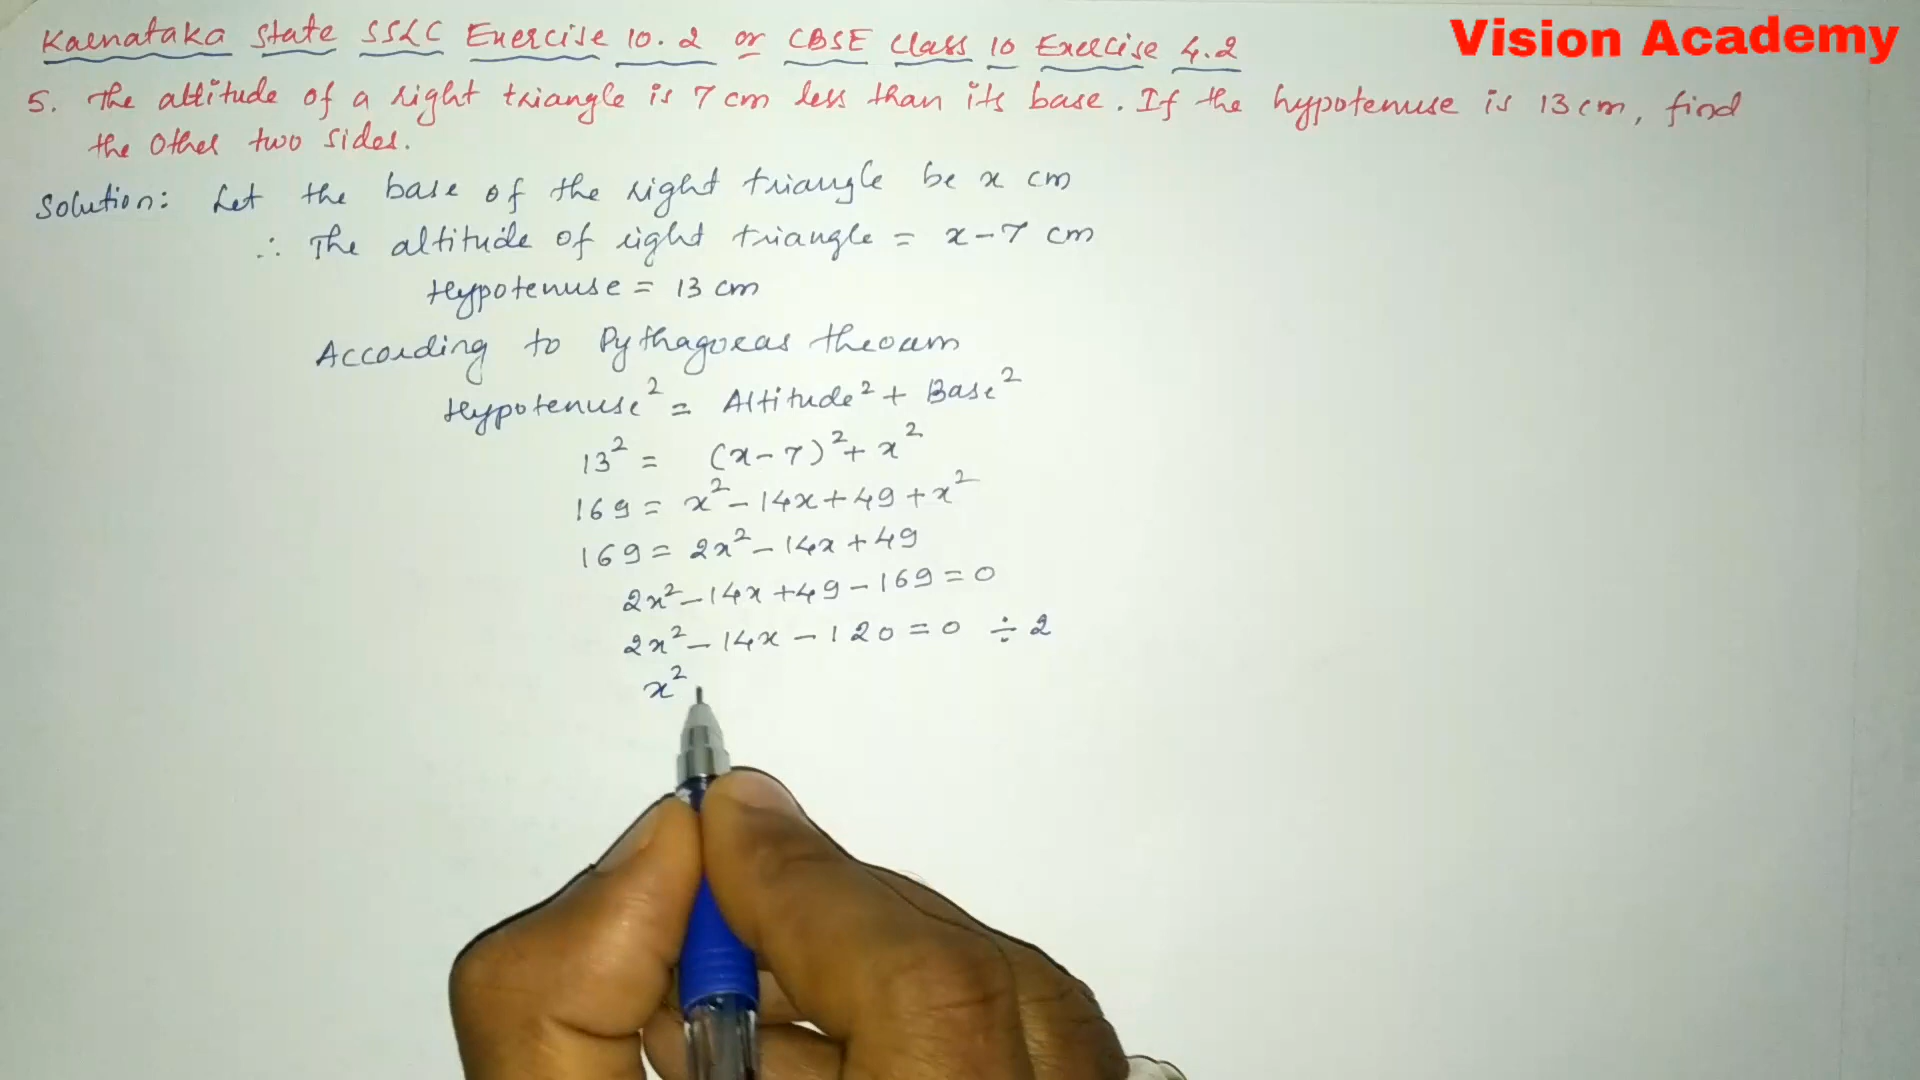 Vision Academy
Karnataka State SSLC Exercise 10.2 or CBSE Class 10 Exercise 4.2
5. The altitude of a right triangle is 7 cm less than its base. If the hypotenuse is 13 cm, find
the other two sides.
Solution: Let the base of the right triangle be x cm
∴ The altitude of right triangle = x - 7 cm
Hypotenuse = 13 cm
According to Pythagoreas theoram
Hypotenuse² = Altitude² + Base²
13² = (x-7)² + x²
169 = x² - 14x + 49 + x²
169 = 2x² - 14x + 49
2x² - 14x + 49 - 169 = 0
2x² - 14x - 120 = 0 ÷ 2
x²